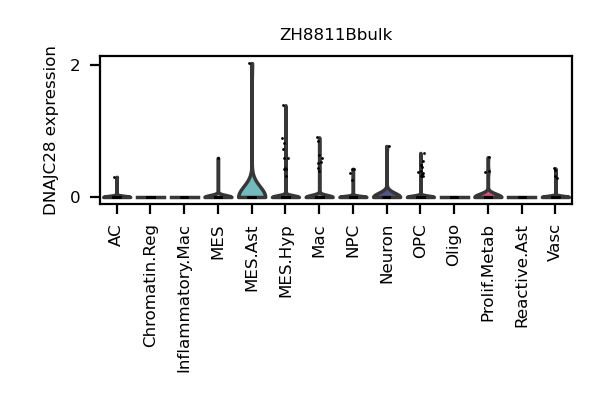 ZH8811Bbulk
DNAJC28 expression
2
0
AC
Chromatin.Reg
Inflammatory.Mac
MES
MES.Ast
MES.Hyp
Mac
NPC
Neuron
OPC
Oligo
Prolif.Metab
Reactive.Ast
Vasc